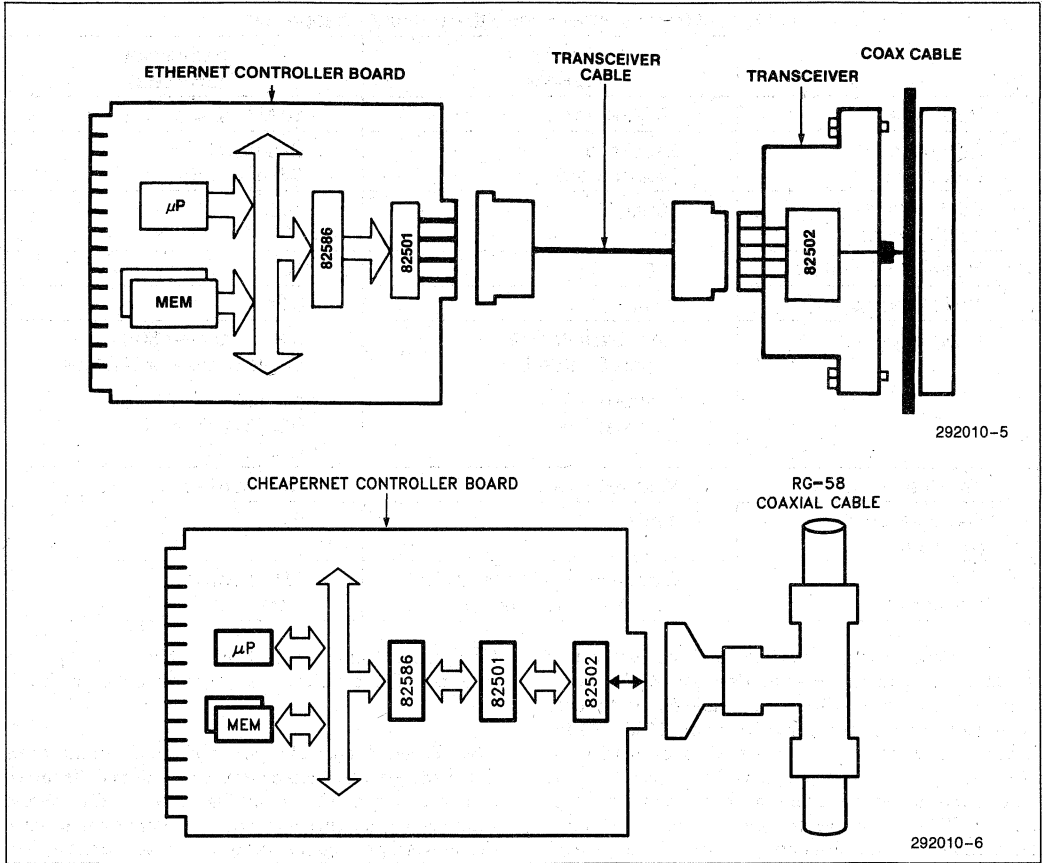 ETHERNET CONTROLLER BOARD
TRANSCEIVER
CABLE
TRANSCEIVER
COAX CABLE
μP
MEM
82586
82501
82502
292010-5
CHEAPERNET CONTROLLER BOARD
RG-58
COAXIAL CABLE
μP
MEM
82586
82501
82502
292010-6